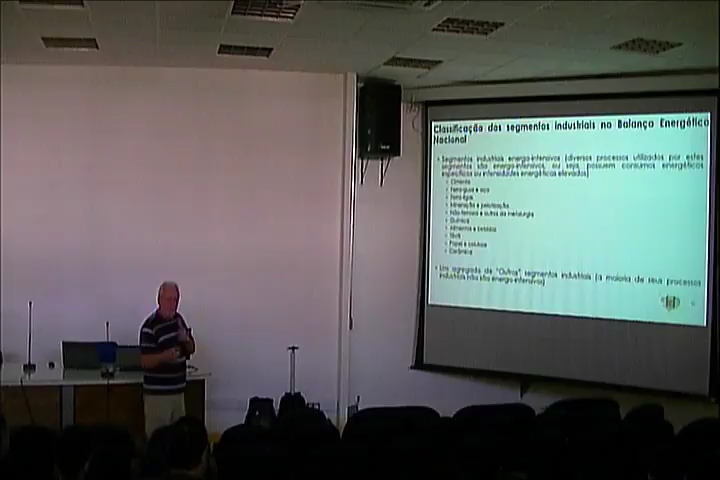 Classificação dos segmentos industriais no Balanço Energético
Nacional
• Segmentos industriais energo-intensivos (diversos processos utilizados por estes
segmentos são energo-intensivos, ou seja, possuem consumos energéticos
específicos ou intensidades energéticas elevados)
• Cimento
• Ferro-gusa e aço
• Ferro-ligas
• Mineração e pelotização
• Não-ferrosos e outros da metalurgia
• Química
• Alimentos e bebidas
• Têxtil
• Papel e celulose
• Cerâmica
• Um agregado de "Outros" segmentos industriais (a maioria de seus processos
industriais não são energo-intensivos)